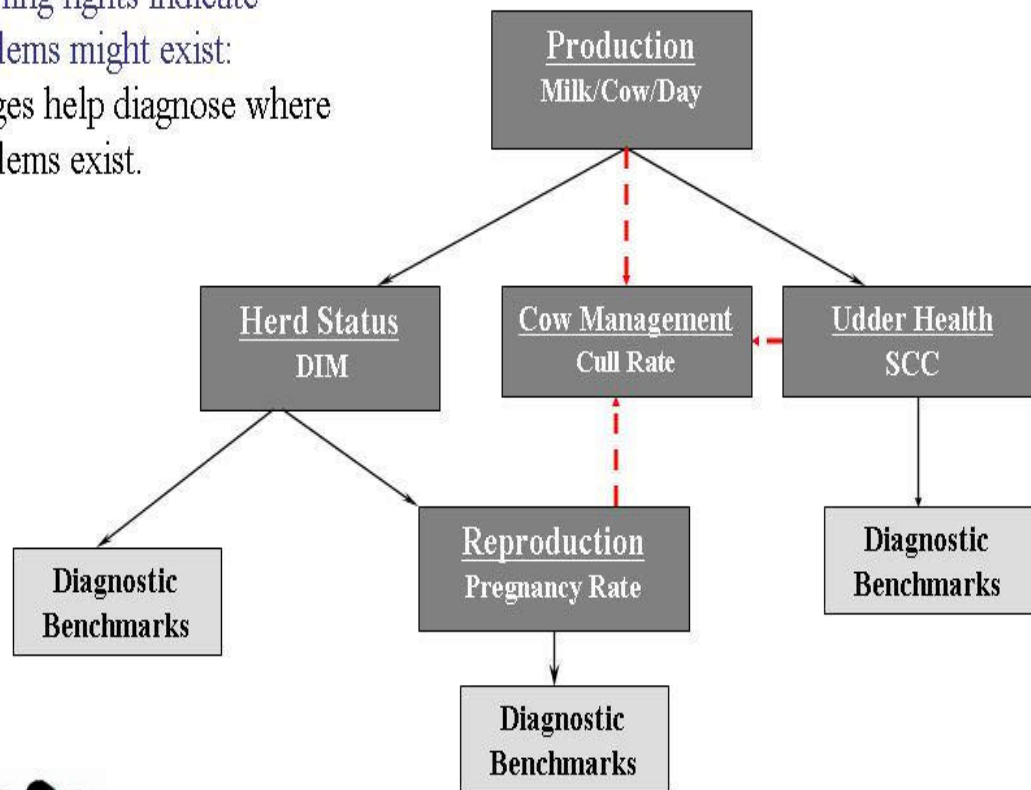 lems might exist:
ges help diagnose where
lems exist.
Production
Milk/Cow/Day
Herd Status
DIM
Cow Management
Cull Rate
Udder Health
SCC
Reproduction
Pregnancy Rate
Diagnostic
Benchmarks
Diagnostic
Benchmarks
Diagnostic
Benchmarks